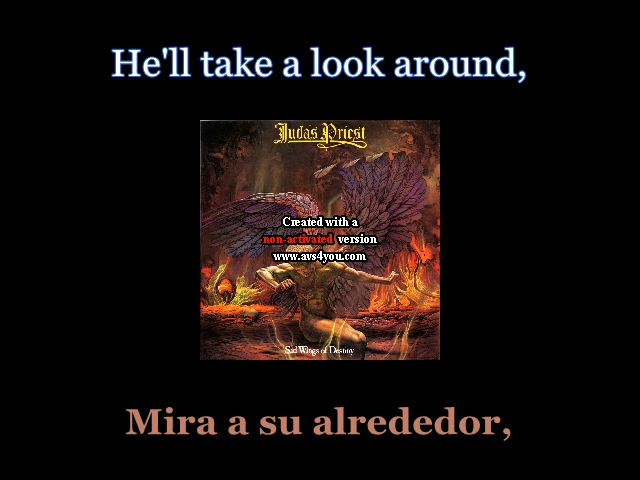 He'll take a look around,
Judas Priest
Created with a
non-activated version
www.avs4you.com
Sad Wings of Destiny
Mira a su alrededor,